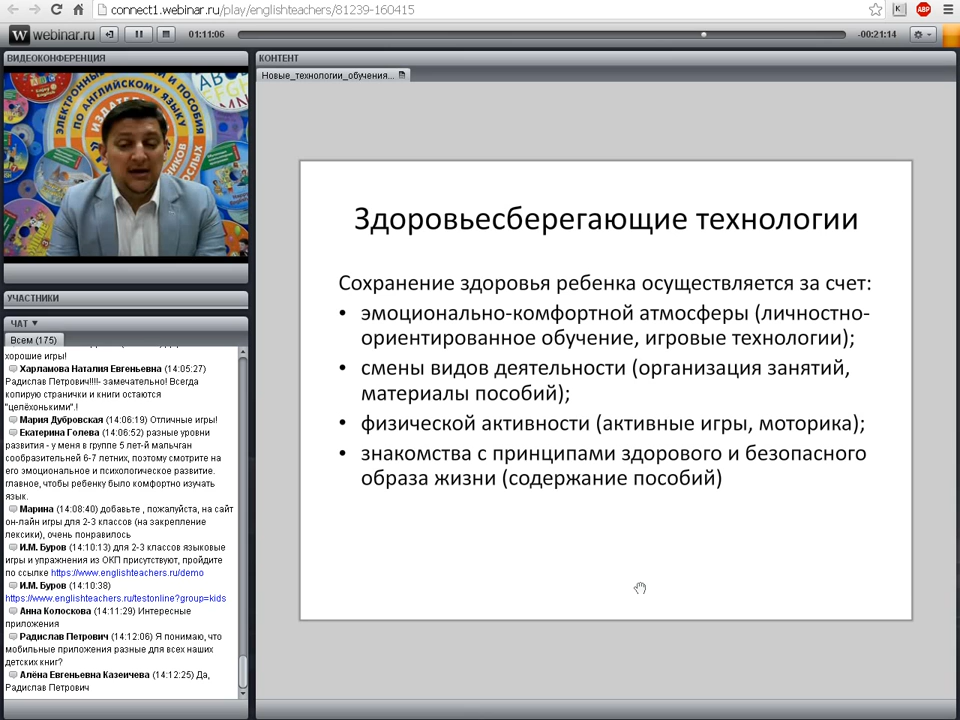 connect1.webinar.ru/play/englishteachers/81239-160415
webinar.ru
01:11:06
-00:21:14
ВИДЕОКОНФЕРЕНЦИЯ
ЭЛЕКТРОННЫЕ
И ПОСОБИЯ
ПО АНГЛИЙСКОМУ ЯЗЫКУ
УЧАСТНИКИ
ЧАТ
Всем (175)
хорошие игры!
Харламова Наталия Евгеньевна (14:05:27)
Радислав Петрович!!!!- замечательно! Всегда
копирую странички и книги остаются
"целёхонькими".!
Мария Дубровская (14:06:19) Отличные игры!
Екатерина Голева (14:06:52) разные уровни
развития - у меня в группе 5 лет-й мальчган
сообразительней 6-7 летних, поэтому смотрите на
его эмоциональное и психологическое развитие.
главное, чтобы ребенку было комфортно изучать
язык.
Марина (14:08:40) добавьте , пожалуйста, на сайт
он-лайн игры для 2-3 классов (на закрепление
лексики), очень понравилось
И.М. Буров (14:10:13) для 2-3 классов языковые
игры и упражнения из ОКП присутствуют, пройдите
по ссылке https://www.englishteachers.ru/demo
И.М. Буров (14:10:38)
https://www.englishteachers.ru/testonline?group=kids
Анна Колоскова (14:11:29) Интересные
приложения
Радислав Петрович (14:12:06) Я понимаю, что
мобильные приложения разные для всех наших
детских книг?
Алёна Евгеньевна Казеичева (14:12:25) Да,
Радислав Петрович
КОНТЕНТ
Новые_технологии_обучения...
Здоровьесберегающие технологии
Сохранение здоровья ребенка осуществляется за счет:
• эмоционально-комфортной атмосферы (личностно-
ориентированное обучение, игровые технологии);
• смены видов деятельности (организация занятий,
материалы пособий);
• физической активности (активные игры, моторика);
• знакомства с принципами здорового и безопасного
образа жизни (содержание пособий)